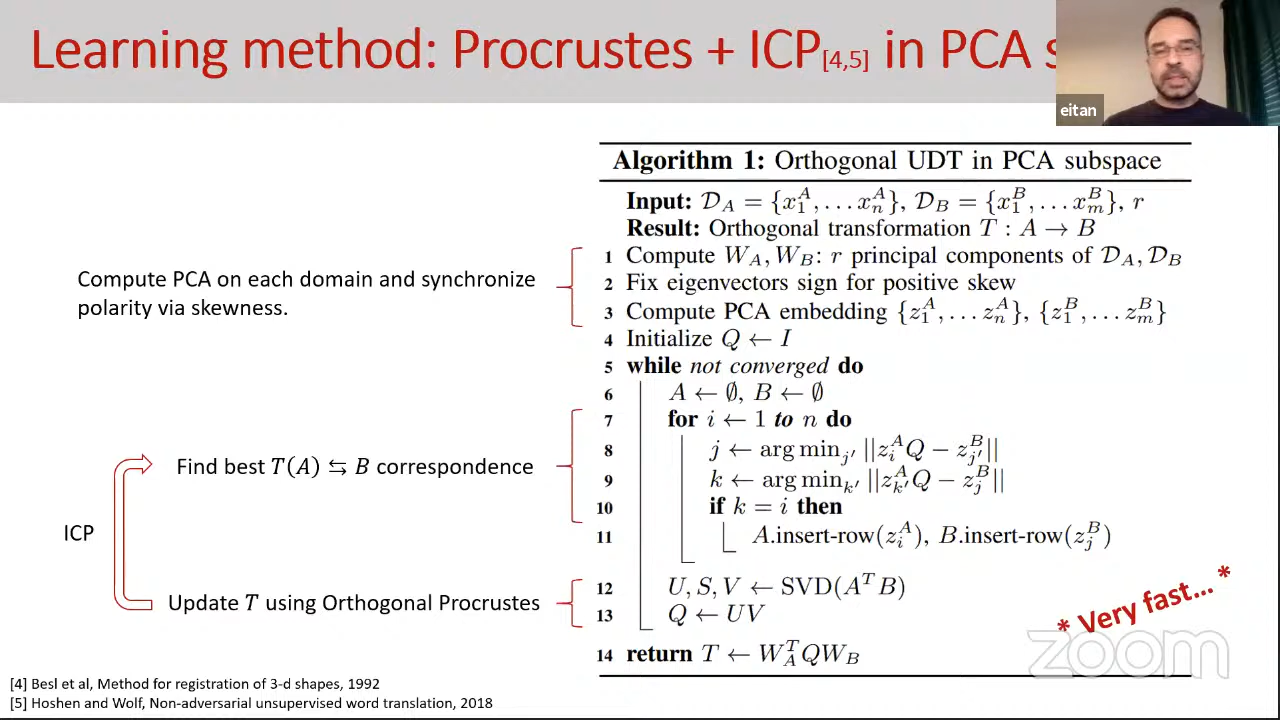 Learning method: Procrustes + ICP[4,5] in PCA s
eitan
Algorithm 1: Orthogonal UDT in PCA subspace
Input: 𝒟_A = {x_1^A, … x_n^A}, 𝒟_B = {x_1^B, … x_m^B}, r
Result: Orthogonal transformation T : A → B
1 Compute W_A, W_B: r principal components of 𝒟_A, 𝒟_B
2 Fix eigenvectors sign for positive skew
3 Compute PCA embedding {z_1^A, … z_n^A}, {z_1^B, … z_m^B}
4 Initialize Q ← I
5 while not converged do
6 A ← ∅, B ← ∅
7 for i ← 1 to n do
8 j ← arg min_{j'} ||z_i^A Q − z_{j'}^B||
9 k ← arg min_{k'} ||z_{k'}^A Q − z_j^B||
10 if k = i then
11 A.insert-row(z_i^A), B.insert-row(z_j^B)
12 U, S, V ← SVD(A^T B)
13 Q ← UV
14 return T ← W_A^T Q W_B
Compute PCA on each domain and synchronize
polarity via skewness.
Find best T(A) ⇆ B correspondence
ICP
Update T using Orthogonal Procrustes
* Very fast... *
zoom
[4] Besl et al, Method for registration of 3-d shapes, 1992
[5] Hoshen and Wolf, Non-adversarial unsupervised word translation, 2018